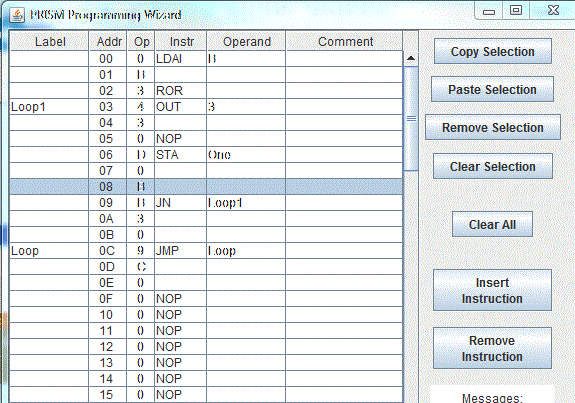 PRISM Programming Wizard
Label Addr Op Instr Operand Comment
00 0 LDAI B
01 B
02 3 ROR
Loop1 03 4 OUT 3
04 3
05 0 NOP
06 D STA One
07 0
08 B
09 B JN Loop1
0A 3
0B 0
Loop 0C 9 JMP Loop
0D C
0E 0
0F 0 NOP
10 0 NOP
11 0 NOP
12 0 NOP
13 0 NOP
14 0 NOP
15 0 NOP
Copy Selection
Paste Selection
Remove Selection
Clear Selection
Clear All
Insert
Instruction
Remove
Instruction
Messages: